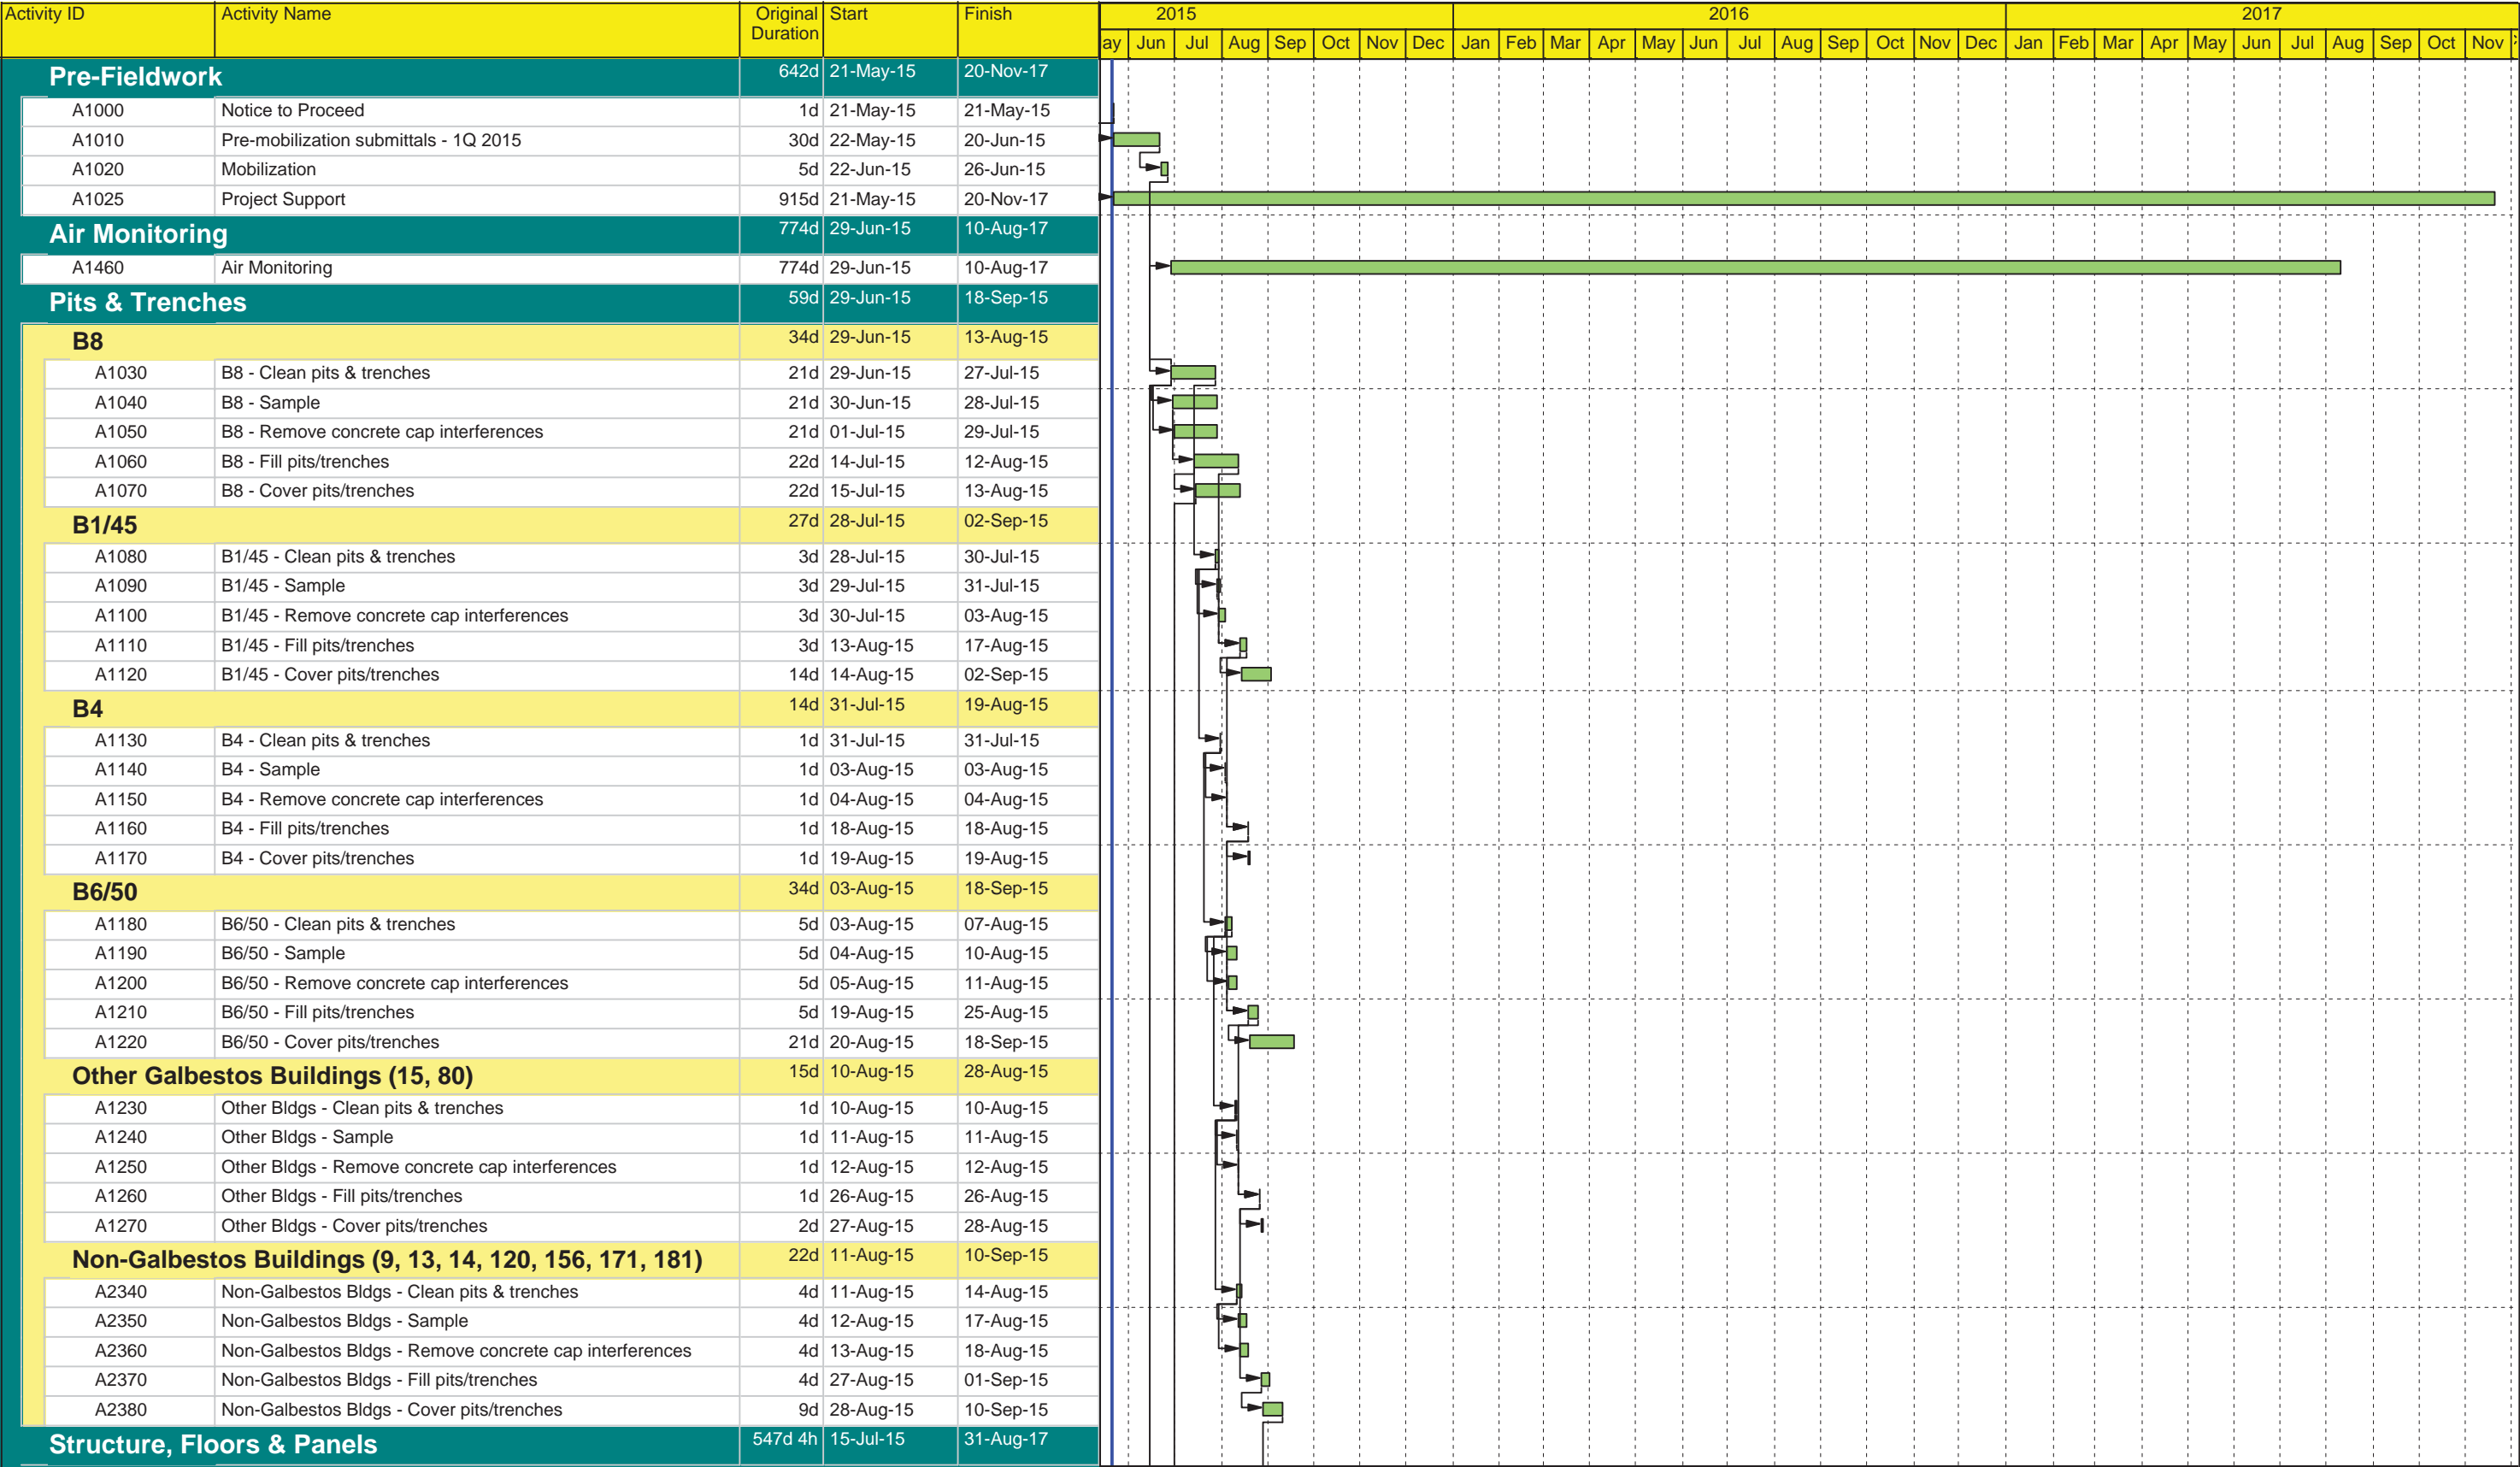 Activity ID Activity Name Original Duration Start Finish 2015 2016 2017
ay Jun Jul Aug Sep Oct Nov Dec Jan Feb Mar Apr May Jun Jul Aug Sep Oct Nov Dec Jan Feb Mar Apr May Jun Jul Aug Sep Oct Nov
Pre-Fieldwork 642d 21-May-15 20-Nov-17
A1000 Notice to Proceed 1d 21-May-15 21-May-15
A1010 Pre-mobilization submittals - 1Q 2015 30d 22-May-15 20-Jun-15
A1020 Mobilization 5d 22-Jun-15 26-Jun-15
A1025 Project Support 915d 21-May-15 20-Nov-17
Air Monitoring 774d 29-Jun-15 10-Aug-17
A1460 Air Monitoring 774d 29-Jun-15 10-Aug-17
Pits & Trenches 59d 29-Jun-15 18-Sep-15
B8 34d 29-Jun-15 13-Aug-15
A1030 B8 - Clean pits & trenches 21d 29-Jun-15 27-Jul-15
A1040 B8 - Sample 21d 30-Jun-15 28-Jul-15
A1050 B8 - Remove concrete cap interferences 21d 01-Jul-15 29-Jul-15
A1060 B8 - Fill pits/trenches 22d 14-Jul-15 12-Aug-15
A1070 B8 - Cover pits/trenches 22d 15-Jul-15 13-Aug-15
B1/45 27d 28-Jul-15 02-Sep-15
A1080 B1/45 - Clean pits & trenches 3d 28-Jul-15 30-Jul-15
A1090 B1/45 - Sample 3d 29-Jul-15 31-Jul-15
A1100 B1/45 - Remove concrete cap interferences 3d 30-Jul-15 03-Aug-15
A1110 B1/45 - Fill pits/trenches 3d 13-Aug-15 17-Aug-15
A1120 B1/45 - Cover pits/trenches 14d 14-Aug-15 02-Sep-15
B4 14d 31-Jul-15 19-Aug-15
A1130 B4 - Clean pits & trenches 1d 31-Jul-15 31-Jul-15
A1140 B4 - Sample 1d 03-Aug-15 03-Aug-15
A1150 B4 - Remove concrete cap interferences 1d 04-Aug-15 04-Aug-15
A1160 B4 - Fill pits/trenches 1d 18-Aug-15 18-Aug-15
A1170 B4 - Cover pits/trenches 1d 19-Aug-15 19-Aug-15
B6/50 34d 03-Aug-15 18-Sep-15
A1180 B6/50 - Clean pits & trenches 5d 03-Aug-15 07-Aug-15
A1190 B6/50 - Sample 5d 04-Aug-15 10-Aug-15
A1200 B6/50 - Remove concrete cap interferences 5d 05-Aug-15 11-Aug-15
A1210 B6/50 - Fill pits/trenches 5d 19-Aug-15 25-Aug-15
A1220 B6/50 - Cover pits/trenches 21d 20-Aug-15 18-Sep-15
Other Galbestos Buildings (15, 80) 15d 10-Aug-15 28-Aug-15
A1230 Other Bldgs - Clean pits & trenches 1d 10-Aug-15 10-Aug-15
A1240 Other Bldgs - Sample 1d 11-Aug-15 11-Aug-15
A1250 Other Bldgs - Remove concrete cap interferences 1d 12-Aug-15 12-Aug-15
A1260 Other Bldgs - Fill pits/trenches 1d 26-Aug-15 26-Aug-15
A1270 Other Bldgs - Cover pits/trenches 2d 27-Aug-15 28-Aug-15
Non-Galbestos Buildings (9, 13, 14, 120, 156, 171, 181) 22d 11-Aug-15 10-Sep-15
A2340 Non-Galbestos Bldgs - Clean pits & trenches 4d 11-Aug-15 14-Aug-15
A2350 Non-Galbestos Bldgs - Sample 4d 12-Aug-15 17-Aug-15
A2360 Non-Galbestos Bldgs - Remove concrete cap interferences 4d 13-Aug-15 18-Aug-15
A2370 Non-Galbestos Bldgs - Fill pits/trenches 4d 27-Aug-15 01-Sep-15
A2380 Non-Galbestos Bldgs - Cover pits/trenches 9d 28-Aug-15 10-Sep-15
Structure, Floors & Panels 547d 4h 15-Jul-15 31-Aug-17